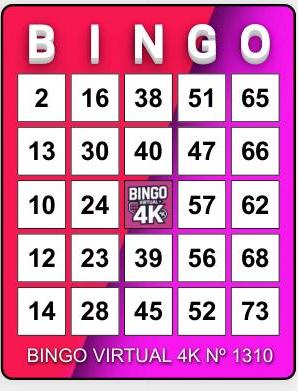 B I N G O
2 16 38 51 65
13 30 40 47 66
10 24 BINGO VIRTUAL 4K 57 62
12 23 39 56 68
14 28 45 52 73
BINGO VIRTUAL 4K Nº 1310